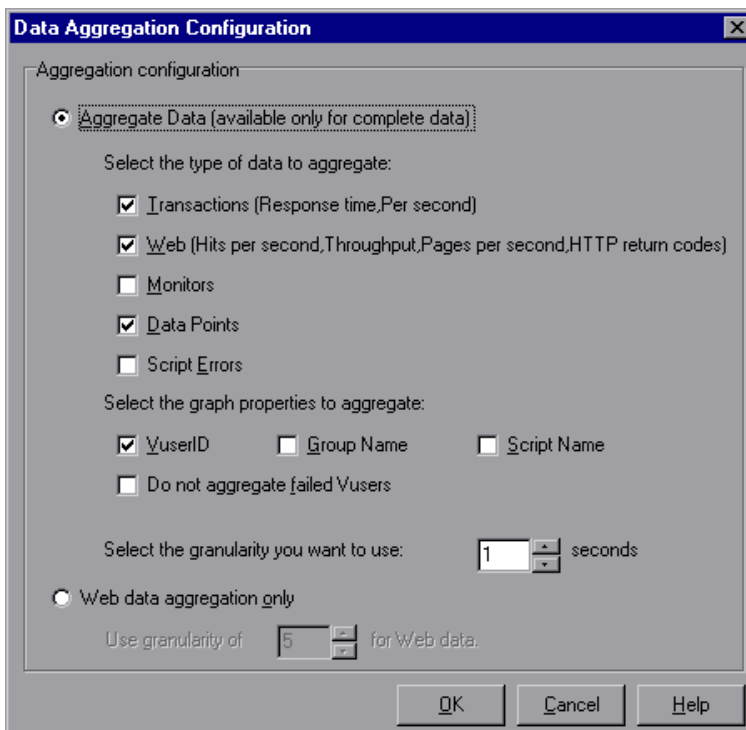 Data Aggregation Configuration
Aggregation configuration
Aggregate Data (available only for complete data)
Select the type of data to aggregate:
Transactions (Response time,Per second)
Web (Hits per second,Throughput,Pages per second,HTTP return codes)
Monitors
Data Points
Script Errors
Select the graph properties to aggregate:
VuserID Group Name Script Name
Do not aggregate failed Vusers
Select the granularity you want to use: 1 seconds
Web data aggregation only
Use granularity of 5 for Web data.
OK Cancel Help